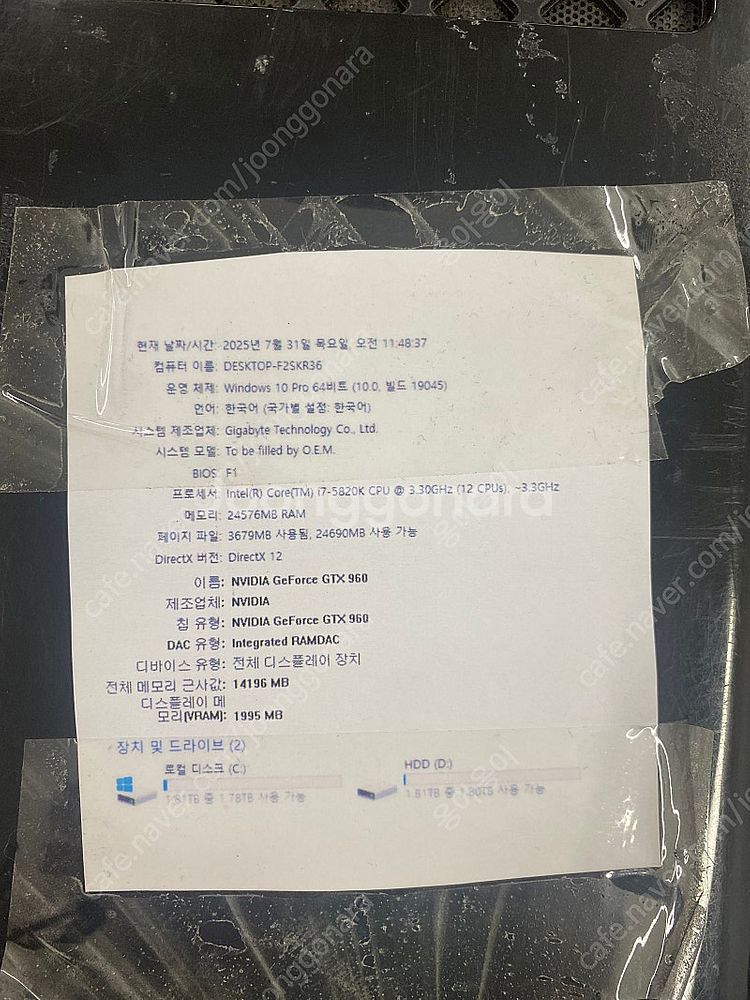 현재 날짜/시간: 2025년 7월 31일 목요일, 오전 11:48:37
컴퓨터 이름: DESKTOP-F2SKR36
운영 체제: Windows 10 Pro 64비트 (10.0, 빌드 19045)
언어: 한국어 (국가별 설정: 한국어)
시스템 제조업체: Gigabyte Technology Co., Ltd.
시스템 모델: To be filled by O.E.M.
BIOS: F1
프로세서: Intel(R) Core(TM) i7-5820K CPU @ 3.30GHz (12 CPUs), ~3.3GHz
메모리: 24576MB RAM
페이지 파일: 3679MB 사용됨, 24690MB 사용 가능
DirectX 버전: DirectX 12
이름: NVIDIA GeForce GTX 960
제조업체: NVIDIA
칩 유형: NVIDIA GeForce GTX 960
DAC 유형: Integrated RAMDAC
디바이스 유형: 전체 디스플레이 장치
전체 메모리 근사값: 14196 MB
디스플레이 메
모리(VRAM): 1995 MB
장치 및 드라이브 (2)
로컬 디스크 (C:)
1.81TB 중 1.78TB 사용 가능
HDD (D:)
1.81TB 중 1.80TB 사용 가능
joonggonara
cafe.naver.com/joonggonara